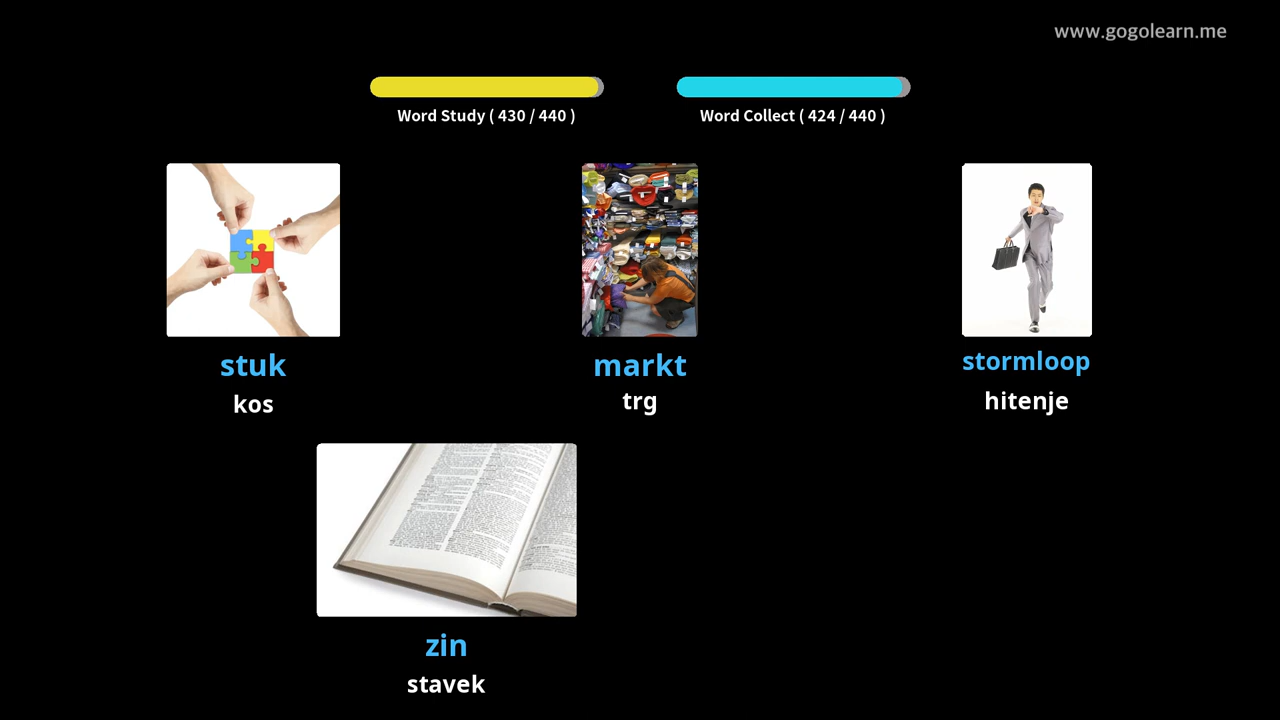 www.gogolearn.me
Word Study ( 430 / 440 )
Word Collect ( 424 / 440 )
stuk
kos
markt
trg
stormloop
hitenje
zin
stavek